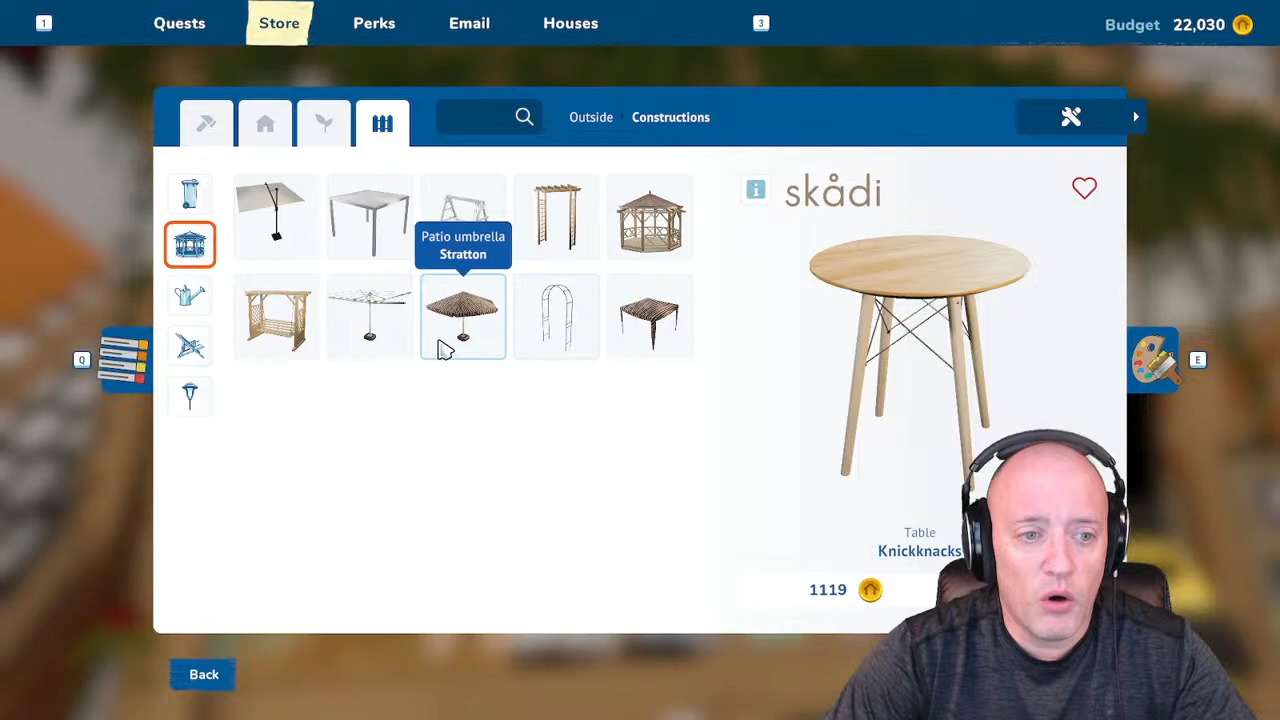 1
Quests
Store
Perks
Email
Houses
3
Budget 22,030
Outside
Constructions
skådi
Patio umbrella
Stratton
Q
E
Table
Knickknacks
1119
Back